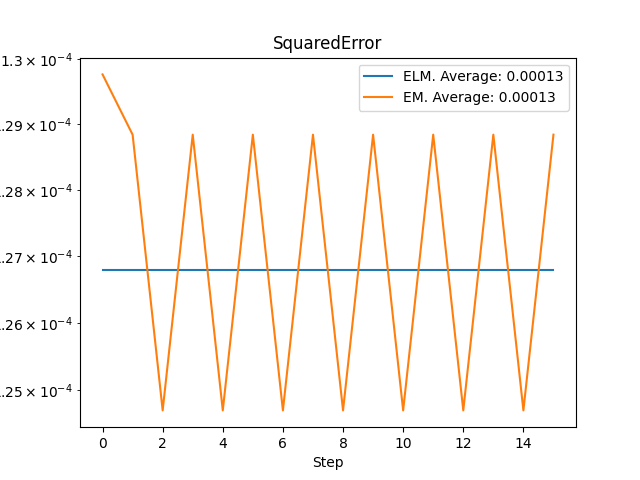 SquaredError
ELM. Average: 0.00013
EM. Average: 0.00013
1.3 × 10⁻⁴
.29 × 10⁻⁴
.28 × 10⁻⁴
.27 × 10⁻⁴
.26 × 10⁻⁴
.25 × 10⁻⁴
0 2 4 6 8 10 12 14
Step